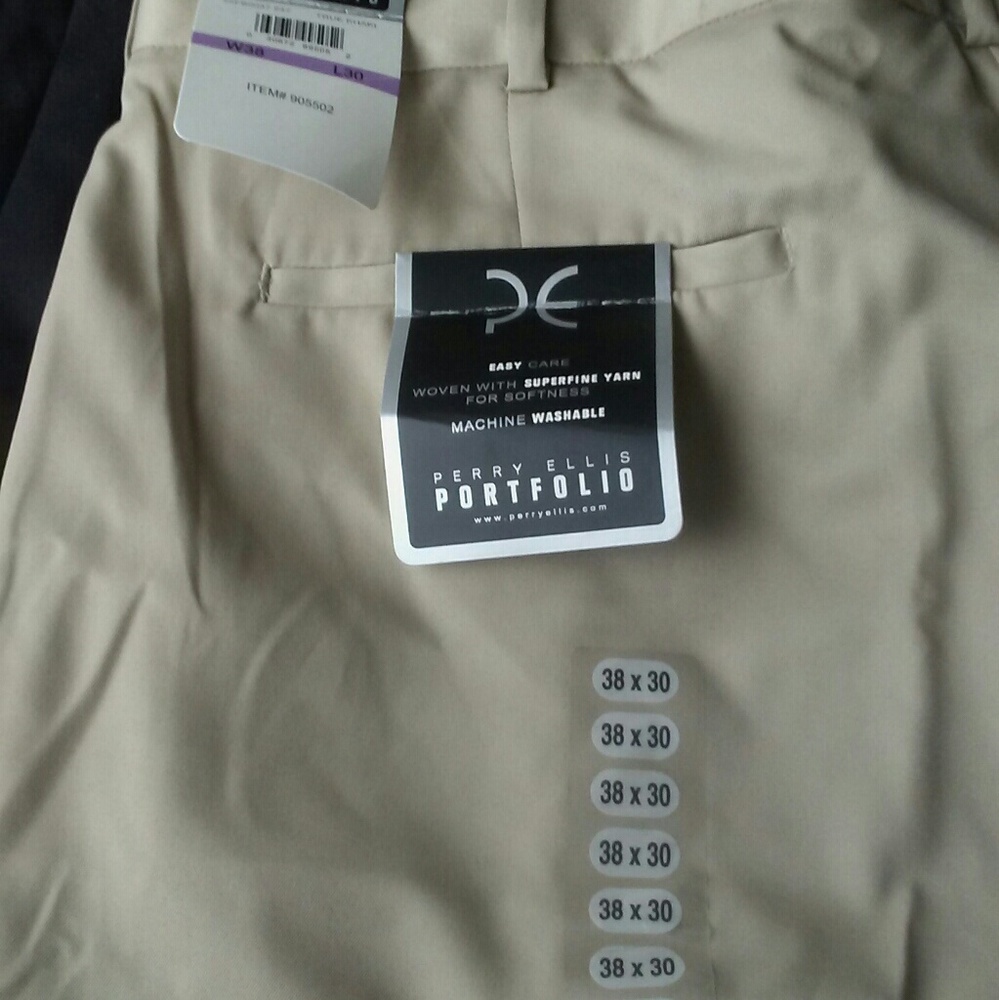 W38
L30
ITEM# 905502
PE
EASY CARE
WOVEN WITH SUPERFINE YARN
FOR SOFTNESS
MACHINE WASHABLE
PERRY ELLIS
PORTFOLIO
www.perryellis.com
38 x 30
38 x 30
38 x 30
38 x 30
38 x 30
38 x 30